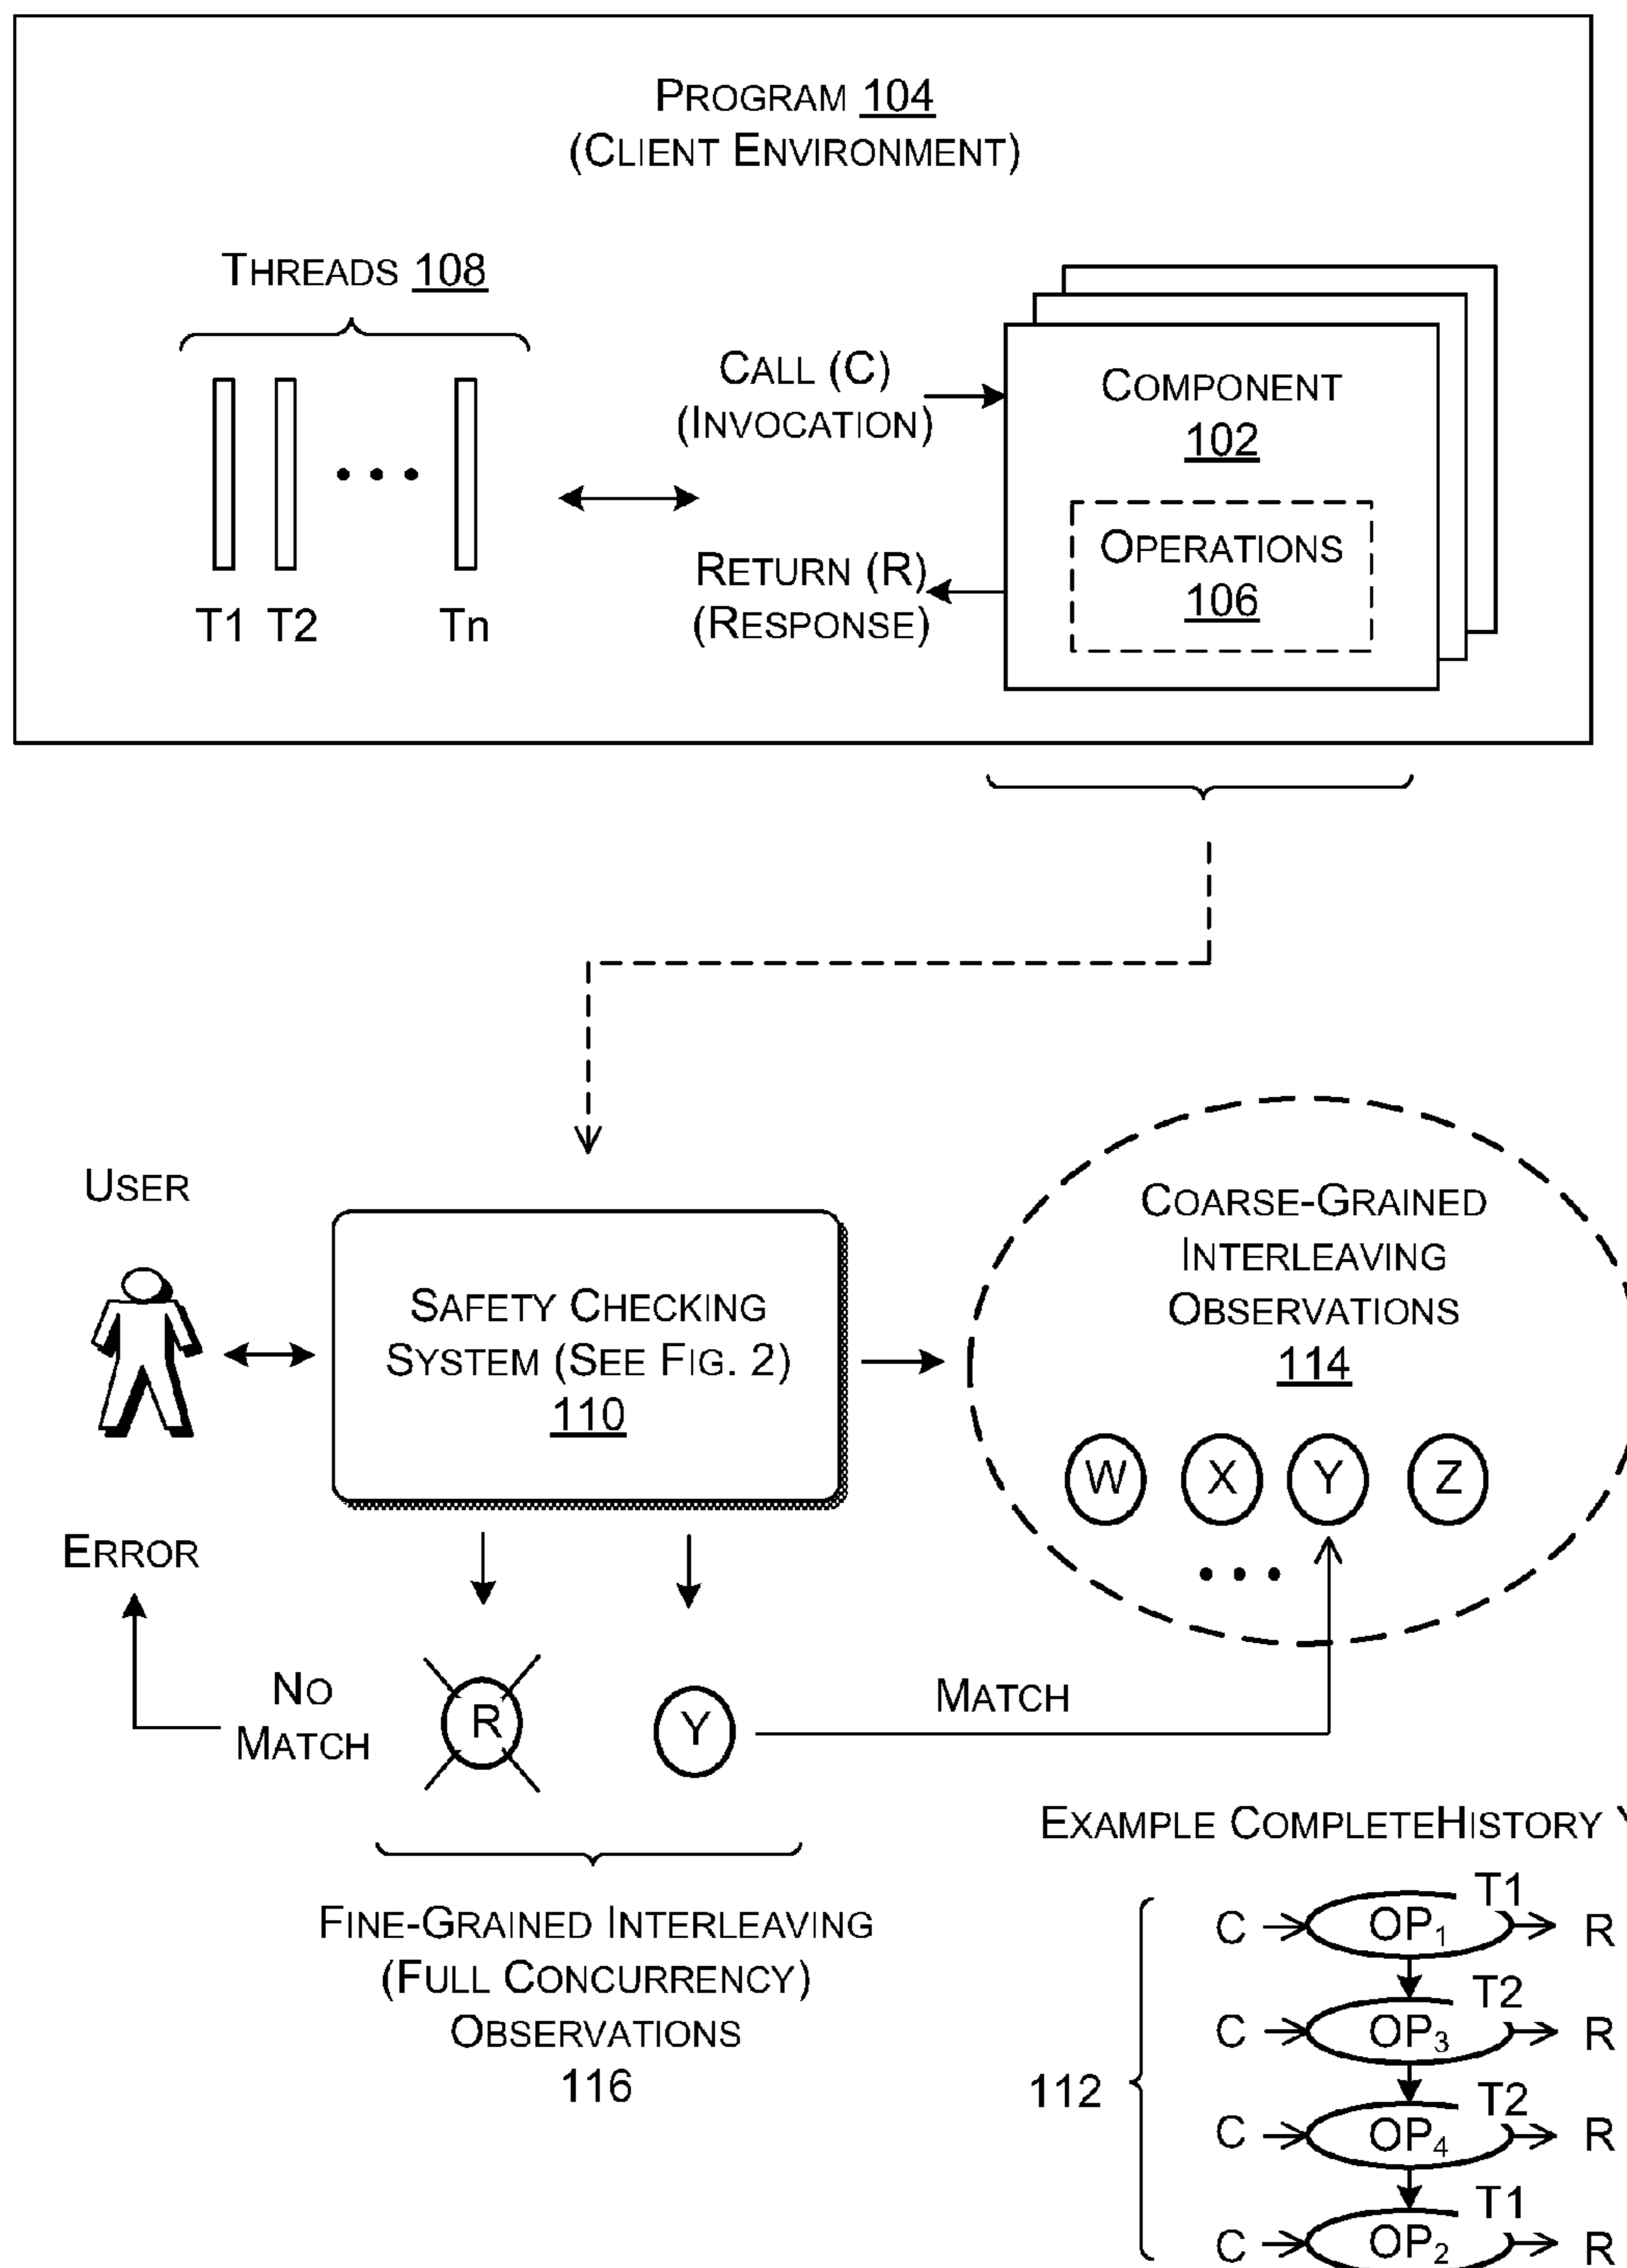 PROGRAM 104
(CLIENT ENVIRONMENT)
THREADS 108
T1 T2 • • • Tn
CALL (C)
(INVOCATION)
RETURN (R)
(RESPONSE)
COMPONENT
102
OPERATIONS
106
USER
SAFETY CHECKING
SYSTEM (SEE FIG. 2)
110
COARSE-GRAINED
INTERLEAVING
OBSERVATIONS
114
W X Y Z
• • •
ERROR
NO
MATCH
R
Y
MATCH
FINE-GRAINED INTERLEAVING
(FULL CONCURRENCY)
OBSERVATIONS
116
EXAMPLE COMPLETEHISTORY Y
112
C OP₁ T1 R
C OP₃ T2 R
C OP₄ T2 R
C OP₂ T1 R